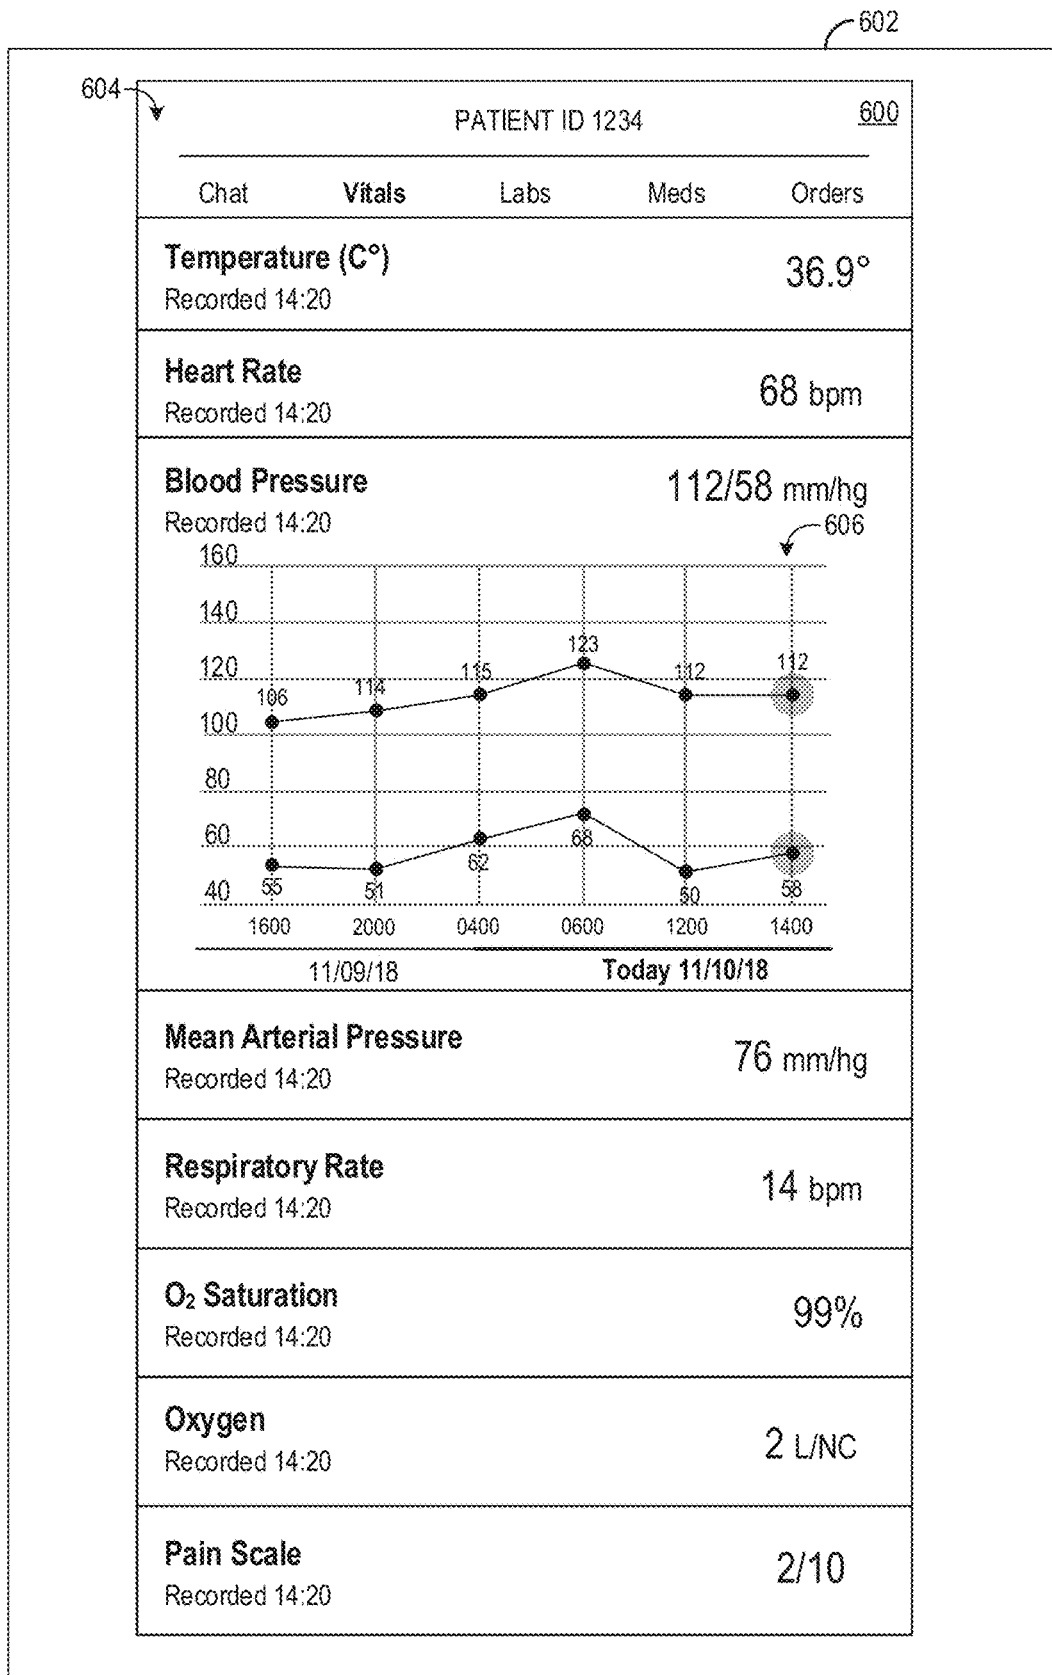 602
604
PATIENT ID 1234
600
Chat Vitals Labs Meds Orders
Temperature (C°)
36.9°
Recorded 14:20
Heart Rate
68 bpm
Recorded 14:20
Blood Pressure
112/58 mm/hg
Recorded 14:20
606
160
140
123
120
115
112
112
106
114
100
80
60
68
62
55
51
50
58
40
1600 2000 0400 0600 1200 1400
11/09/18 Today 11/10/18
Mean Arterial Pressure
76 mm/hg
Recorded 14:20
Respiratory Rate
14 bpm
Recorded 14:20
O₂ Saturation
99%
Recorded 14:20
Oxygen
2 L/NC
Recorded 14:20
Pain Scale
2/10
Recorded 14:20